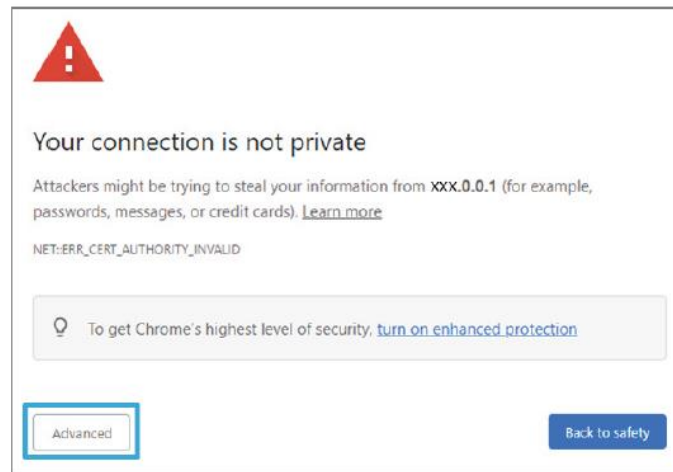 Your connection is not private
Attackers might be trying to steal your information from xxx.0.0.1 (for example,
passwords, messages, or credit cards). Learn more
NET::ERR_CERT_AUTHORITY_INVALID
To get Chrome's highest level of security, turn on enhanced protection
Advanced
Back to safety